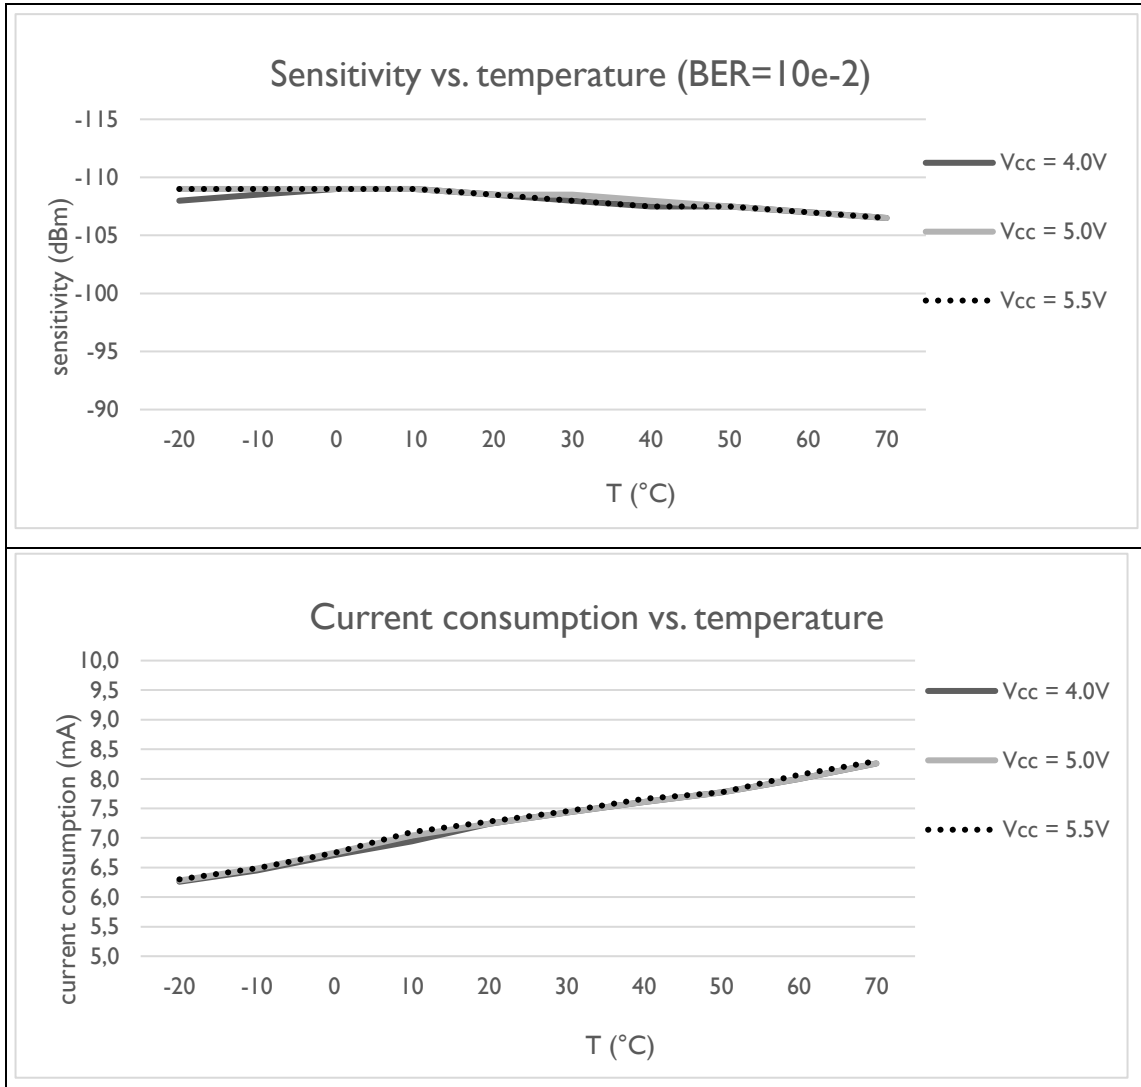 Sensitivity vs. temperature (BER=10e-2)
-115
-110
-105
-100
-95
-90
sensitivity (dBm)
-20 -10 0 10 20 30 40 50 60 70
T (°C)
Vcc = 4.0V
Vcc = 5.0V
Vcc = 5.5V
Current consumption vs. temperature
10,0
9,5
9,0
8,5
8,0
7,5
7,0
6,5
6,0
5,5
5,0
current consumption (mA)
-20 -10 0 10 20 30 40 50 60 70
T (°C)
Vcc = 4.0V
Vcc = 5.0V
Vcc = 5.5V